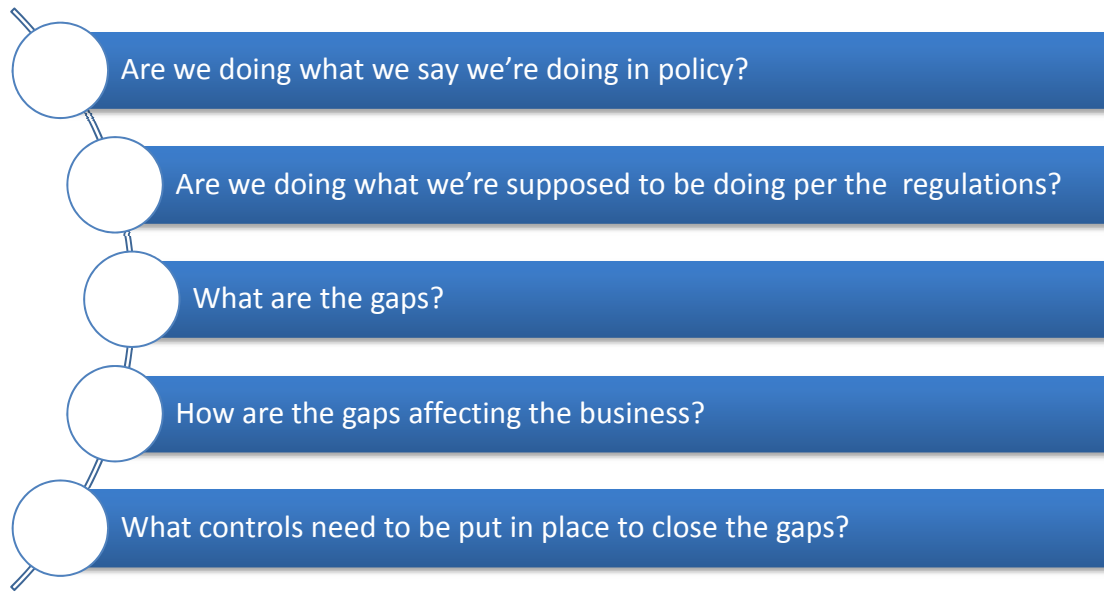 Are we doing what we say we’re doing in policy?
Are we doing what we’re supposed to be doing per the  regulations?
What are the gaps?
How are the gaps affecting the business?
What controls need to be put in place to close the gaps?